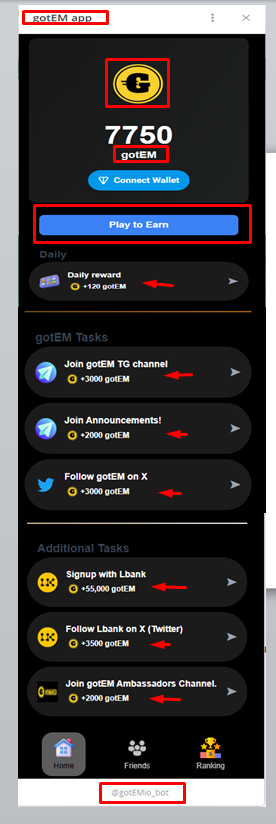 gotEM app
7750
gotEM
Connect Wallet
Play to Earn
Daily
Daily reward
+120 gotEM
gotEM Tasks
Join gotEM TG channel
+3000 gotEM
Join Announcements!
+2000 gotEM
Follow gotEM on X
+3000 gotEM
Additional Tasks
Signup with Lbank
+55,000 gotEM
Follow Lbank on X (Twitter)
+3500 gotEM
Join gotEM Ambassadors Channel.
+2000 gotEM
Home
Friends
Ranking
@gotEMio_bot